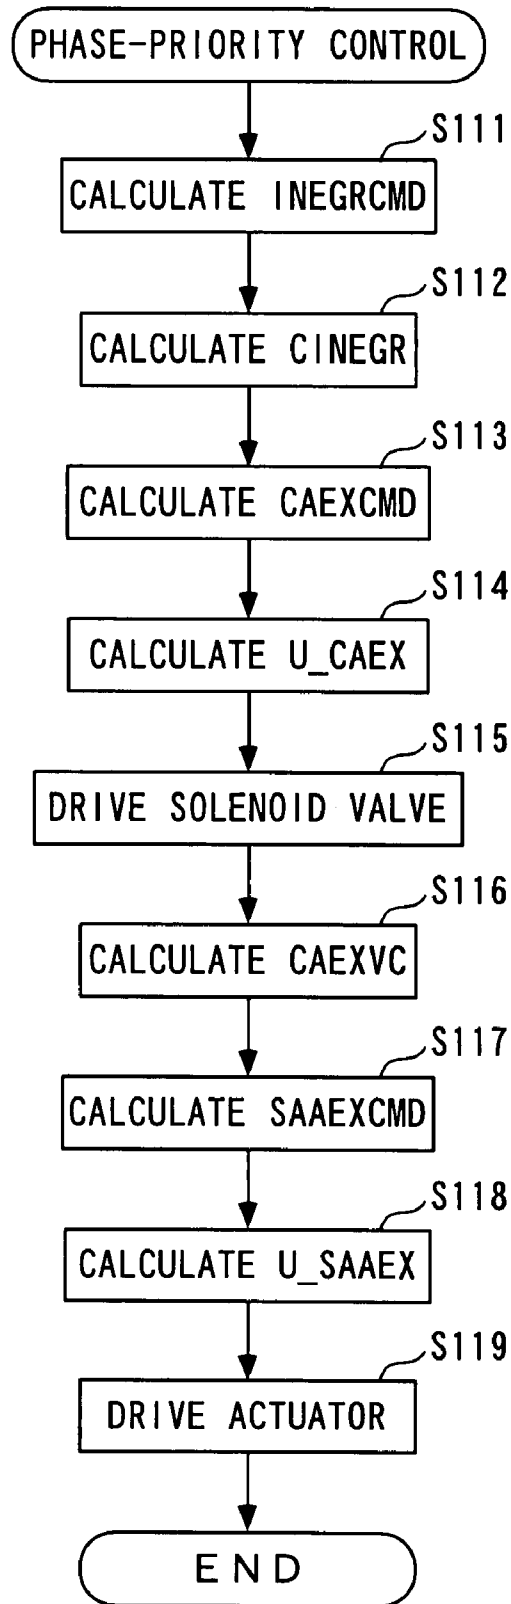 PHASE-PRIORITY CONTROL
S111
CALCULATE INEGRCMD
S112
CALCULATE CINEGR
S113
CALCULATE CAEXCMD
S114
CALCULATE U_CAEX
S115
DRIVE SOLENOID VALVE
S116
CALCULATE CAEXVC
S117
CALCULATE SAAEXCMD
S118
CALCULATE U_SAAEX
S119
DRIVE ACTUATOR
END